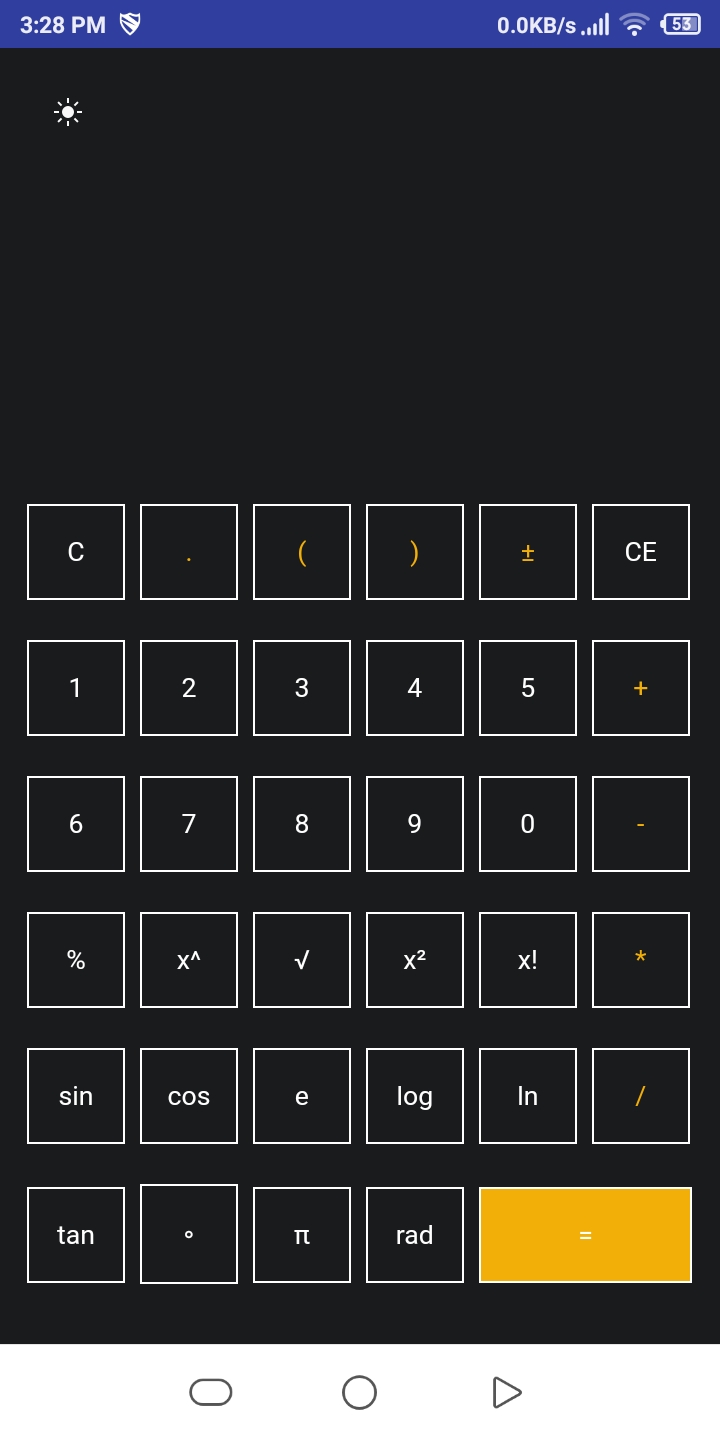 3:28 PM 0.0KB/s 53
C . ( ) ± CE
1 2 3 4 5 +
6 7 8 9 0 -
% x^ √ x² x! *
sin cos e log ln /
tan ° π rad =